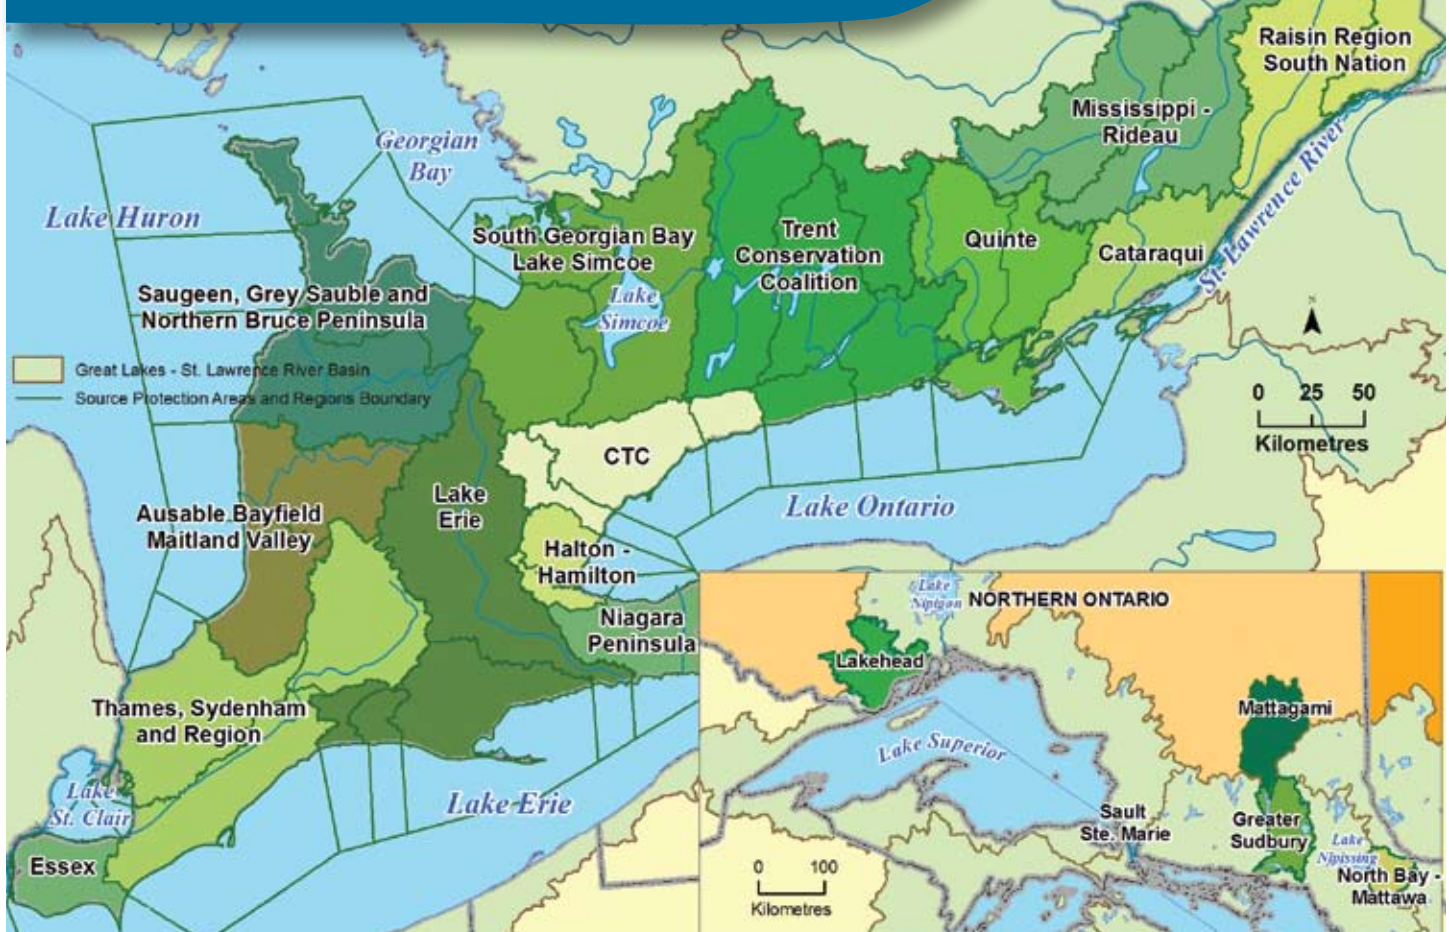 Raisin Region
South Nation
Mississippi -
Rideau
Georgian
Bay
Lake Huron
St. Lawrence River
South Georgian Bay
Lake Simcoe
Trent
Conservation
Coalition
Quinte
Cataraqui
Saugeen, Grey Sauble and
Northern Bruce Peninsula
Lake
Simcoe
N
Great Lakes - St. Lawrence River Basin
Source Protection Areas and Regions Boundary
0 25 50
Kilometres
CTC
Lake
Erie
Lake Ontario
Ausable Bayfield
Maitland Valley
Halton -
Hamilton
Niagara
Peninsula
Thames, Sydenham
and Region
Lake
St. Clair
Lake Erie
Essex
Lake
Nipigon
NORTHERN ONTARIO
Lakehead
Mattagami
Lake Superior
Sault
Ste. Marie
Greater
Sudbury
Lake
Nipissing
North Bay -
Mattawa
0 100
Kilometres